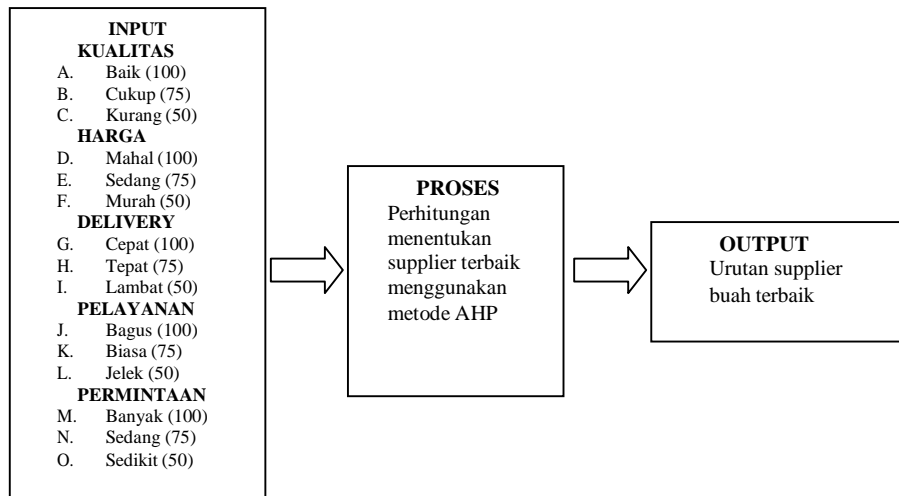 INPUT
KUALITAS
A. Baik (100)
B. Cukup (75)
C. Kurang (50)
HARGA
D. Mahal (100)
E. Sedang (75)
F. Murah (50)
DELIVERY
G. Cepat (100)
H. Tepat (75)
I. Lambat (50)
PELAYANAN
J. Bagus (100)
K. Biasa (75)
L. Jelek (50)
PERMINTAAN
M. Banyak (100)
N. Sedang (75)
O. Sedikit (50)
PROSES
Perhitungan
menentukan
supplier terbaik
menggunakan
metode AHP
OUTPUT
Urutan supplier
buah terbaik